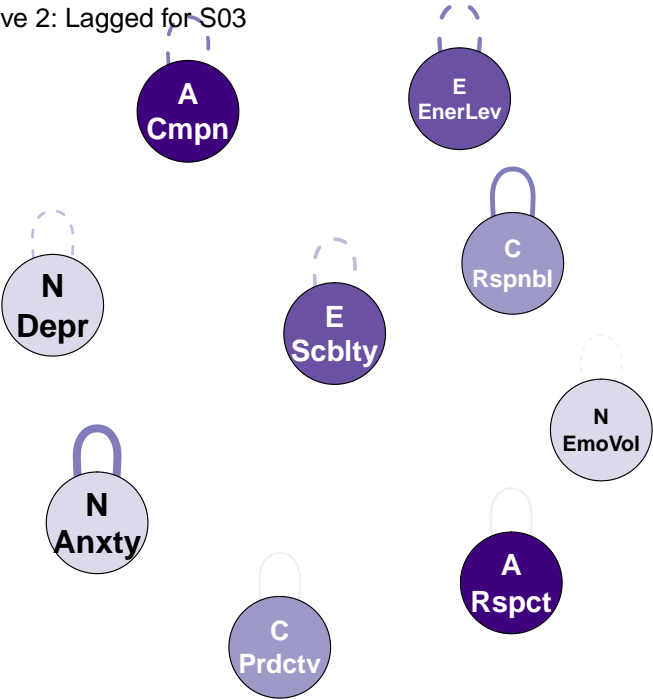 ve 2: Lagged for S03
A
Cmpn
E
EnerLev
C
Rspnbl
N
Depr
E
Scblty
N
EmoVol
N
Anxty
A
Rspct
C
Prdctv